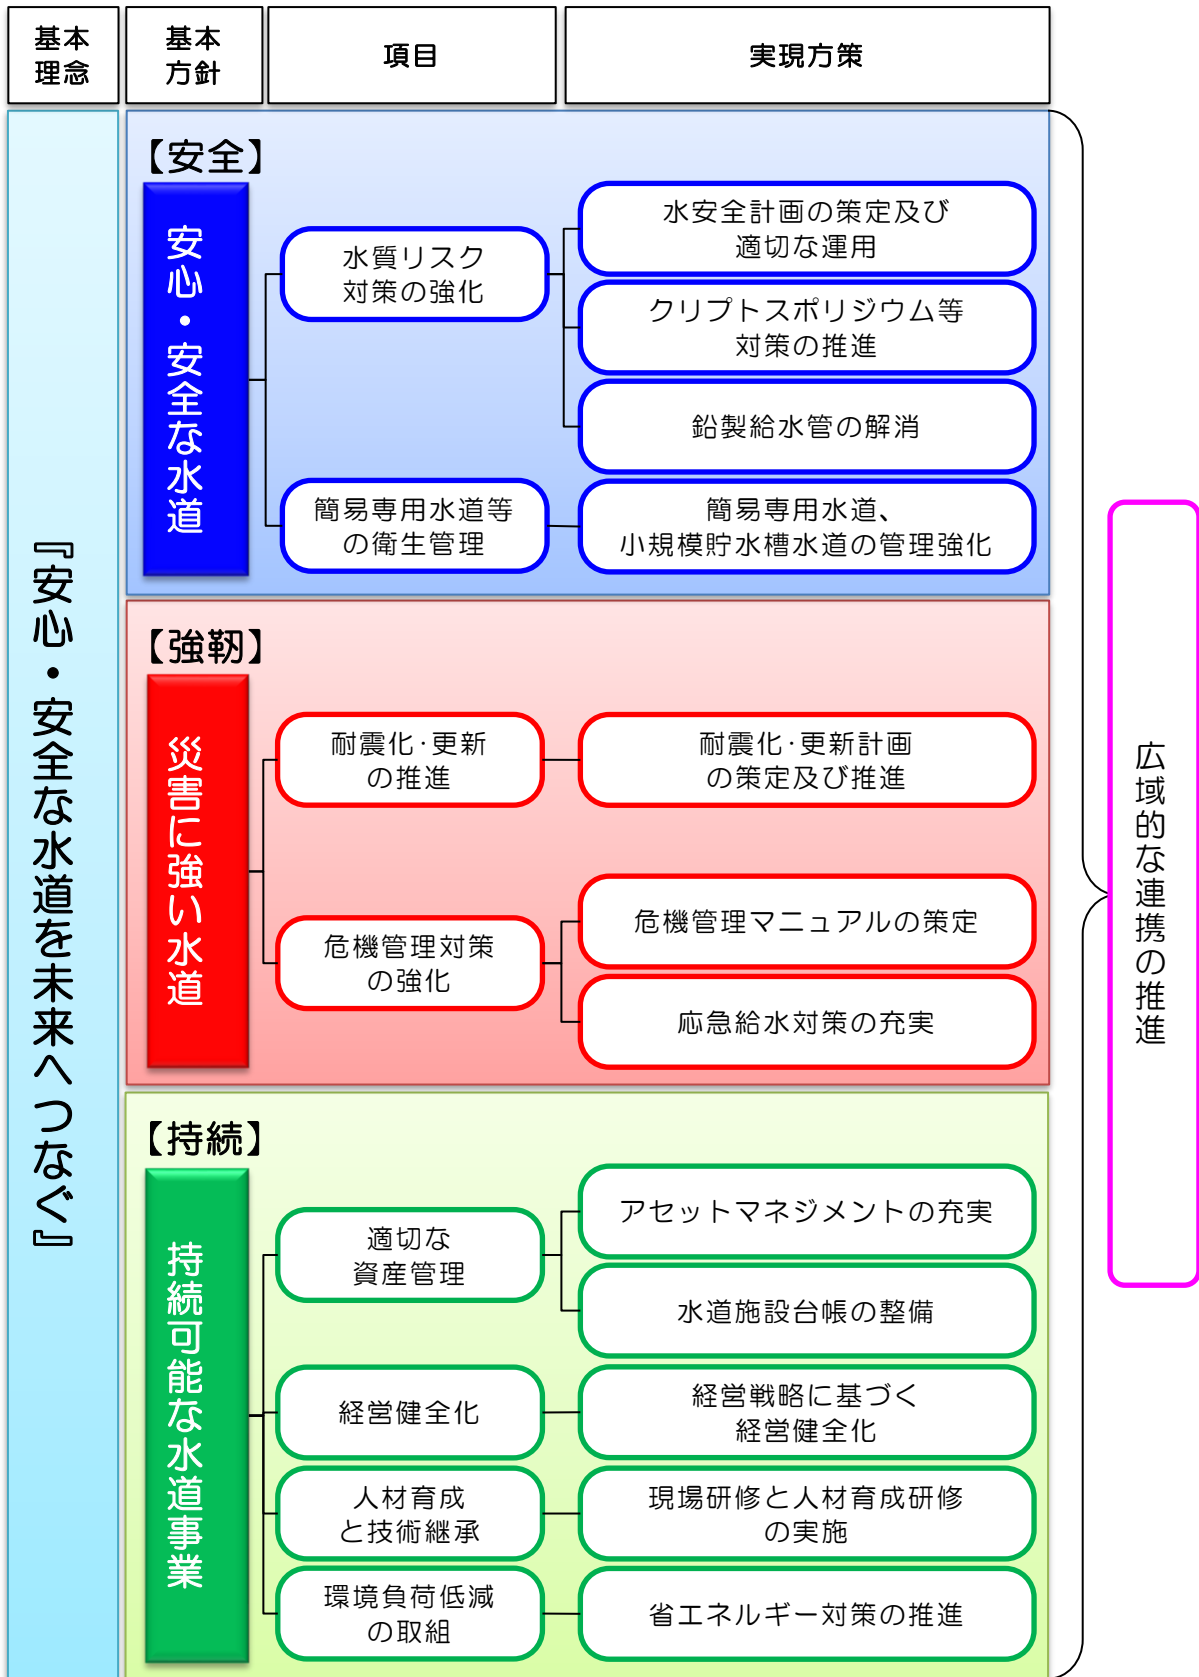 基本
理念
基本
方針
項目
実現方策
『安心・安全な水道を未来へつなぐ』
【安全】
安心・安全な水道
水質リスク
対策の強化
水安全計画の策定及び
適切な運用
クリプトスポリジウム等
対策の推進
鉛製給水管の解消
簡易専用水道等
の衛生管理
簡易専用水道、
小規模貯水槽水道の管理強化
【強靭】
災害に強い水道
耐震化・更新
の推進
耐震化・更新計画
の策定及び推進
危機管理対策
の強化
危機管理マニュアルの策定
応急給水対策の充実
【持続】
持続可能な水道事業
適切な
資産管理
アセットマネジメントの充実
水道施設台帳の整備
経営健全化
経営戦略に基づく
経営健全化
人材育成
と技術継承
現場研修と人材育成研修
の実施
環境負荷低減
の取組
省エネルギー対策の推進
広域的な連携の推進